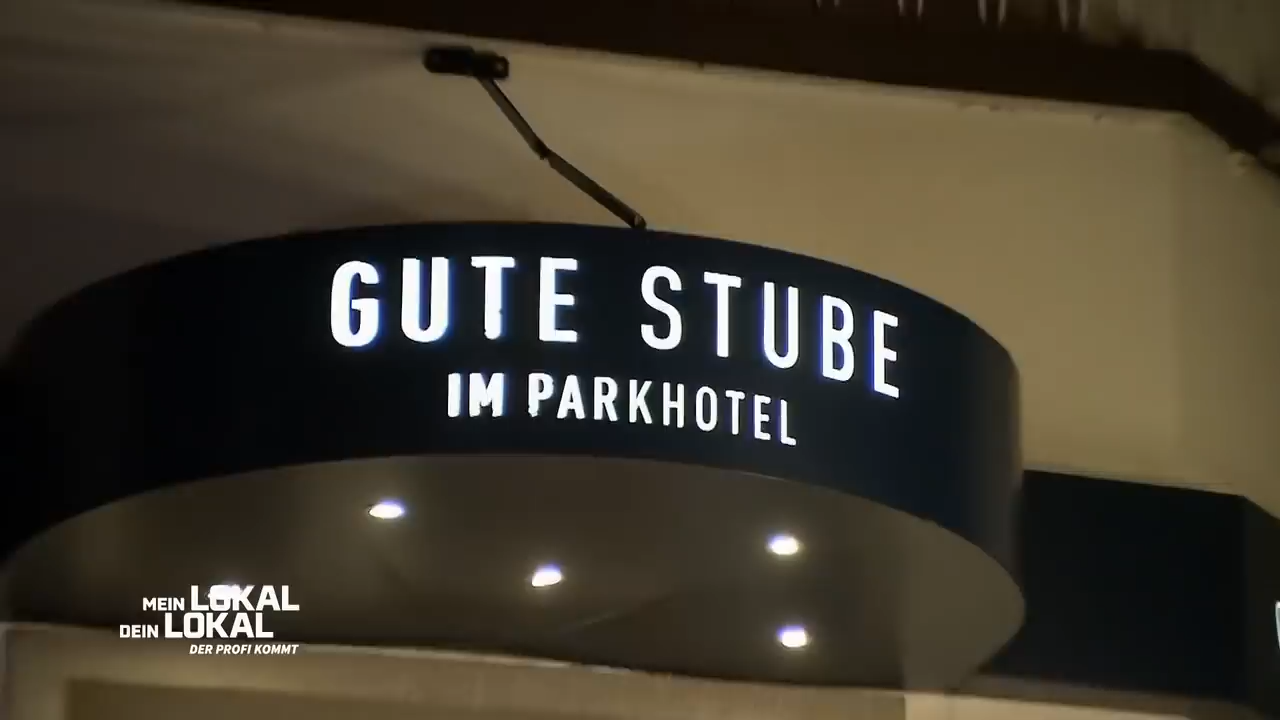 GUTE STUBE
IM PARKHOTEL
MEIN LOKAL
DEIN LOKAL
DER PROFI KOMMT